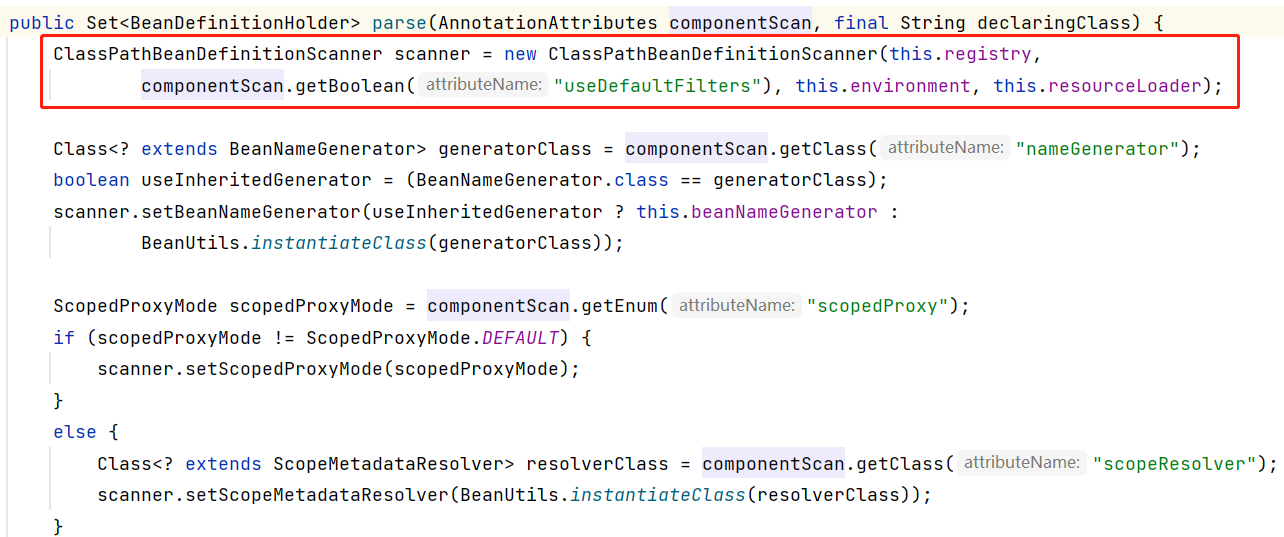 public Set<BeanDefinitionHolder> parse(AnnotationAttributes componentScan, final String declaringClass) {
    ClassPathBeanDefinitionScanner scanner = new ClassPathBeanDefinitionScanner(this.registry,
            componentScan.getBoolean( attributeName: "useDefaultFilters"), this.environment, this.resourceLoader);

    Class<? extends BeanNameGenerator> generatorClass = componentScan.getClass( attributeName: "nameGenerator");
    boolean useInheritedGenerator = (BeanNameGenerator.class == generatorClass);
    scanner.setBeanNameGenerator(useInheritedGenerator ? this.beanNameGenerator :
            BeanUtils.instantiateClass(generatorClass));

    ScopedProxyMode scopedProxyMode = componentScan.getEnum( attributeName: "scopedProxy");
    if (scopedProxyMode != ScopedProxyMode.DEFAULT) {
        scanner.setScopedProxyMode(scopedProxyMode);
    }
    else {
        Class<? extends ScopeMetadataResolver> resolverClass = componentScan.getClass( attributeName: "scopeResolver");
        scanner.setScopeMetadataResolver(BeanUtils.instantiateClass(resolverClass));
    }